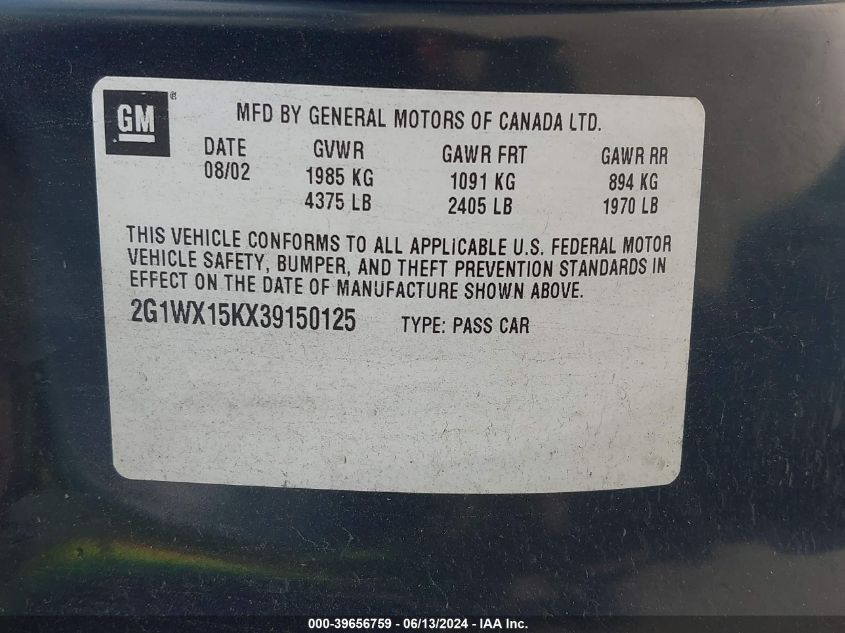 GM ®
MFD BY GENERAL MOTORS OF CANADA LTD.
DATE GVWR GAWR FRT GAWR RR
08/02 1985 KG 1091 KG 894 KG
4375 LB 2405 LB 1970 LB
THIS VEHICLE CONFORMS TO ALL APPLICABLE U.S. FEDERAL MOTOR
VEHICLE SAFETY, BUMPER, AND THEFT PREVENTION STANDARDS IN
EFFECT ON THE DATE OF MANUFACTURE SHOWN ABOVE.
2G1WX15KX39150125 TYPE: PASS CAR
000-39656759 - 06/13/2024 - IAA Inc.